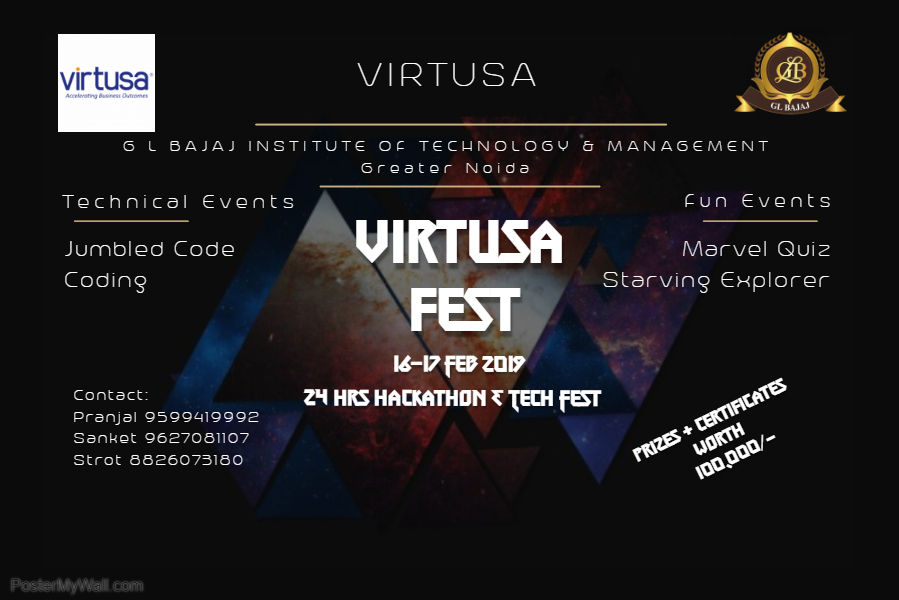 virtusa
Accelerating Business Outcomes
VIRTUSA
GLB
GL BAJAJ
G L BAJAJ INSTITUTE OF TECHNOLOGY & MANAGEMENT
Greater Noida
Technical Events
Jumbled Code
Coding
Fun Events
Marvel Quiz
Starving Explorer
VIRTUSA
FEST
16-17 FEB 2019
24 HRS HACKATHON & TECH FEST
Contact:
Pranjal 9599419992
Sanket 9627081107
Strot 8826073180
PRIZES + CERTIFICATES
WORTH
100,000/-
PosterMyWall.com